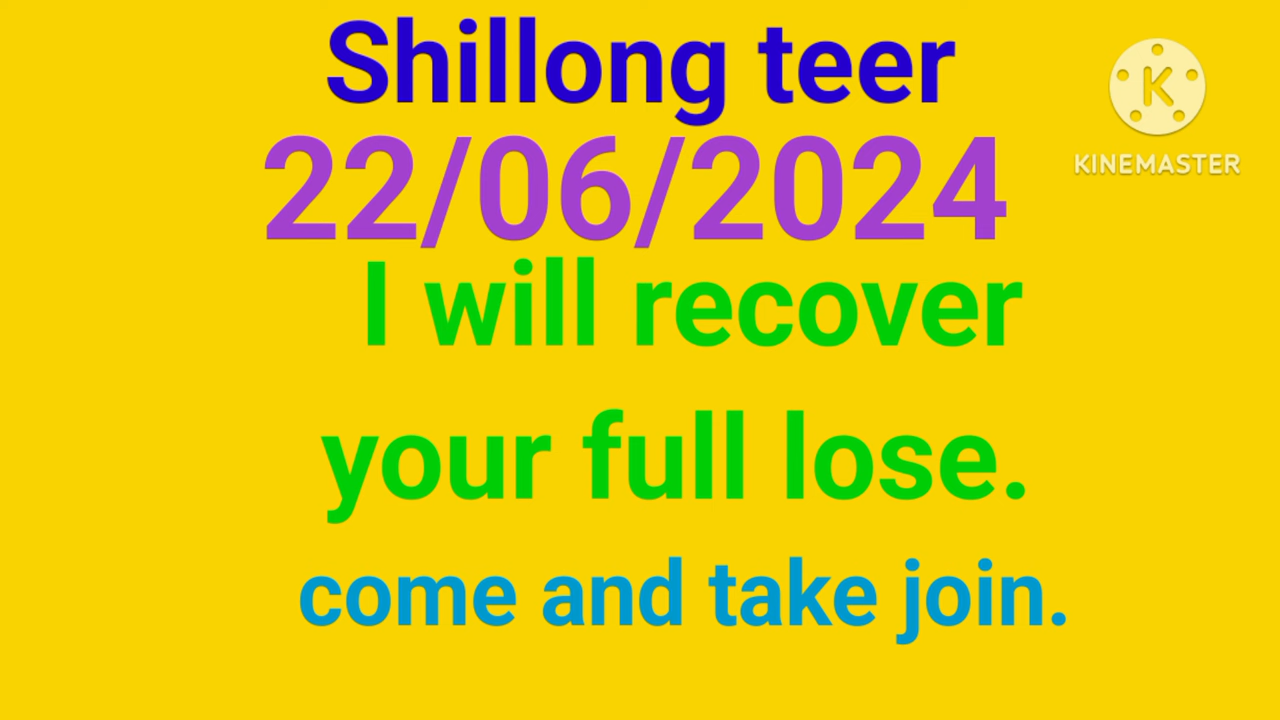 Shillong teer
22/06/2024
I will recover
your full lose.
come and take join.
K
KINEMASTER